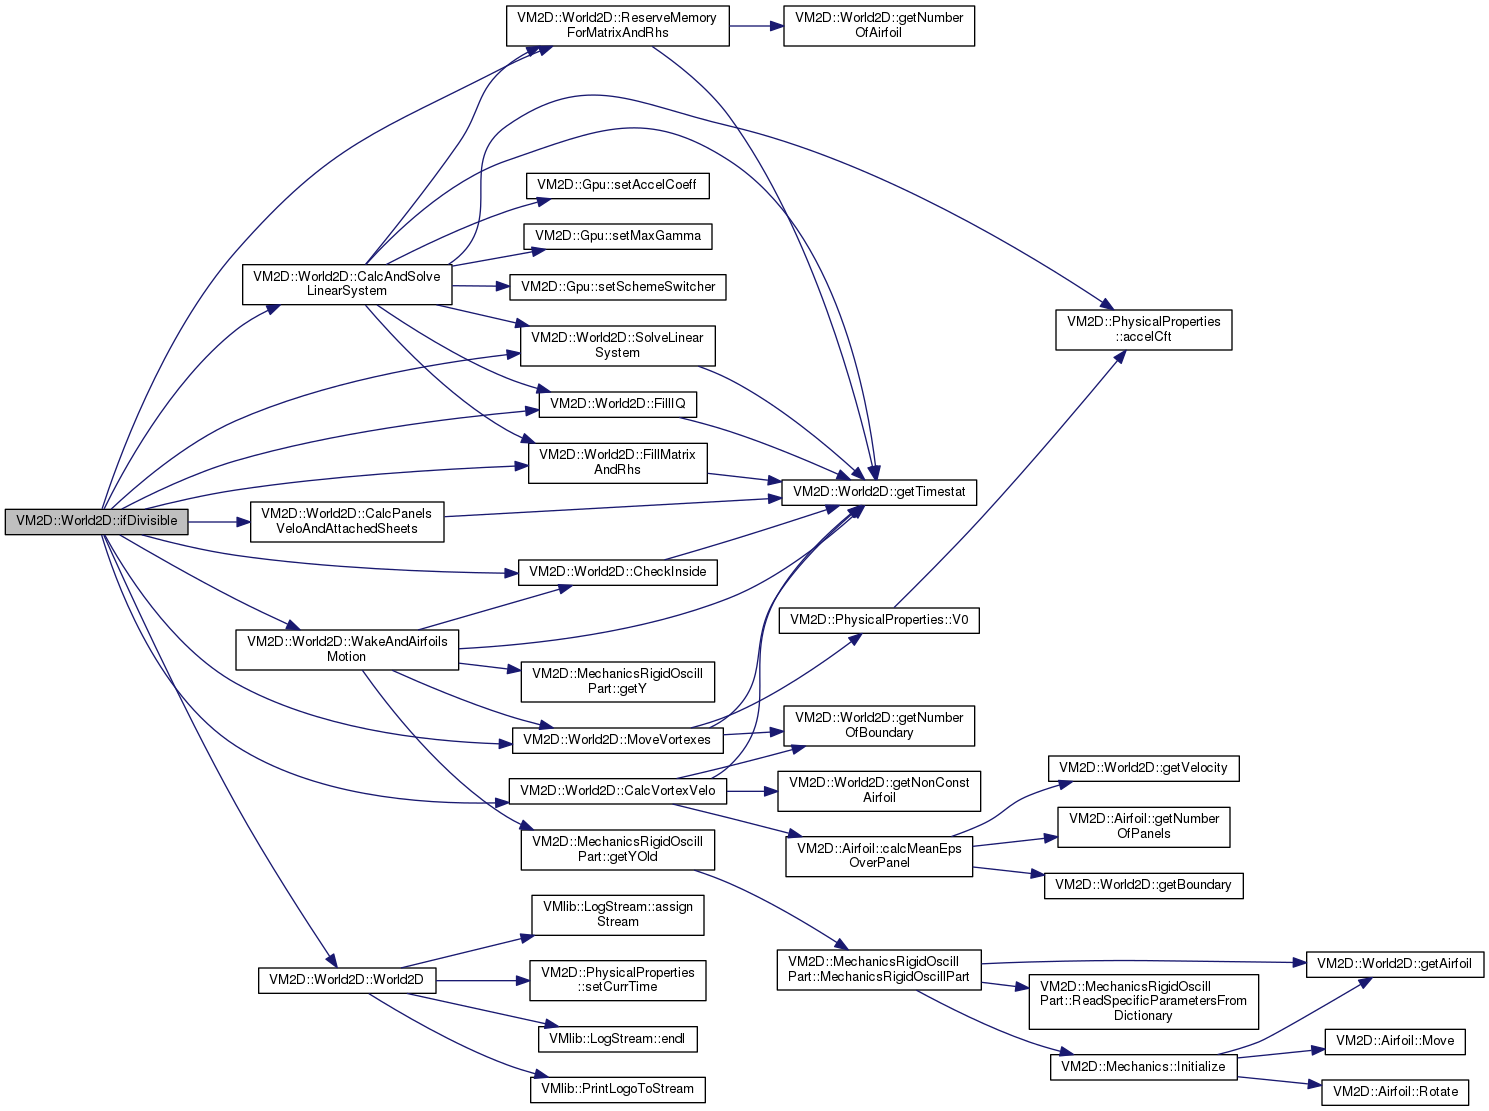 VM2D::World2D::ReserveMemory
ForMatrixAndRhs
VM2D::World2D::getNumber
OfAirfoil
VM2D::Gpu::setAccelCoeff
VM2D::Gpu::setMaxGamma
VM2D::World2D::CalcAndSolve
LinearSystem
VM2D::Gpu::setSchemeSwitcher
VM2D::PhysicalProperties
::accelCft
VM2D::World2D::SolveLinear
System
VM2D::World2D::FillIQ
VM2D::World2D::FillMatrix
AndRhs
VM2D::World2D::getTimestat
VM2D::World2D::ifDivisible
VM2D::World2D::CalcPanels
VeloAndAttachedSheets
VM2D::World2D::CheckInside
VM2D::PhysicalProperties::V0
VM2D::World2D::WakeAndAirfoils
Motion
VM2D::MechanicsRigidOscill
Part::getY
VM2D::World2D::MoveVortexes
VM2D::World2D::getNumber
OfBoundary
VM2D::World2D::getVelocity
VM2D::World2D::CalcVortexVelo
VM2D::World2D::getNonConst
Airfoil
VM2D::Airfoil::getNumber
OfPanels
VM2D::MechanicsRigidOscill
Part::getYOld
VM2D::Airfoil::calcMeanEps
OverPanel
VM2D::World2D::getBoundary
VMlib::LogStream::assign
Stream
VM2D::World2D::World2D
VM2D::PhysicalProperties
::setCurrTime
VM2D::MechanicsRigidOscill
Part::MechanicsRigidOscillPart
VM2D::World2D::getAirfoil
VM2D::MechanicsRigidOscill
Part::ReadSpecificParametersFrom
Dictionary
VMlib::LogStream::endl
VM2D::Airfoil::Move
VM2D::Mechanics::Initialize
VMlib::PrintLogoToStream
VM2D::Airfoil::Rotate